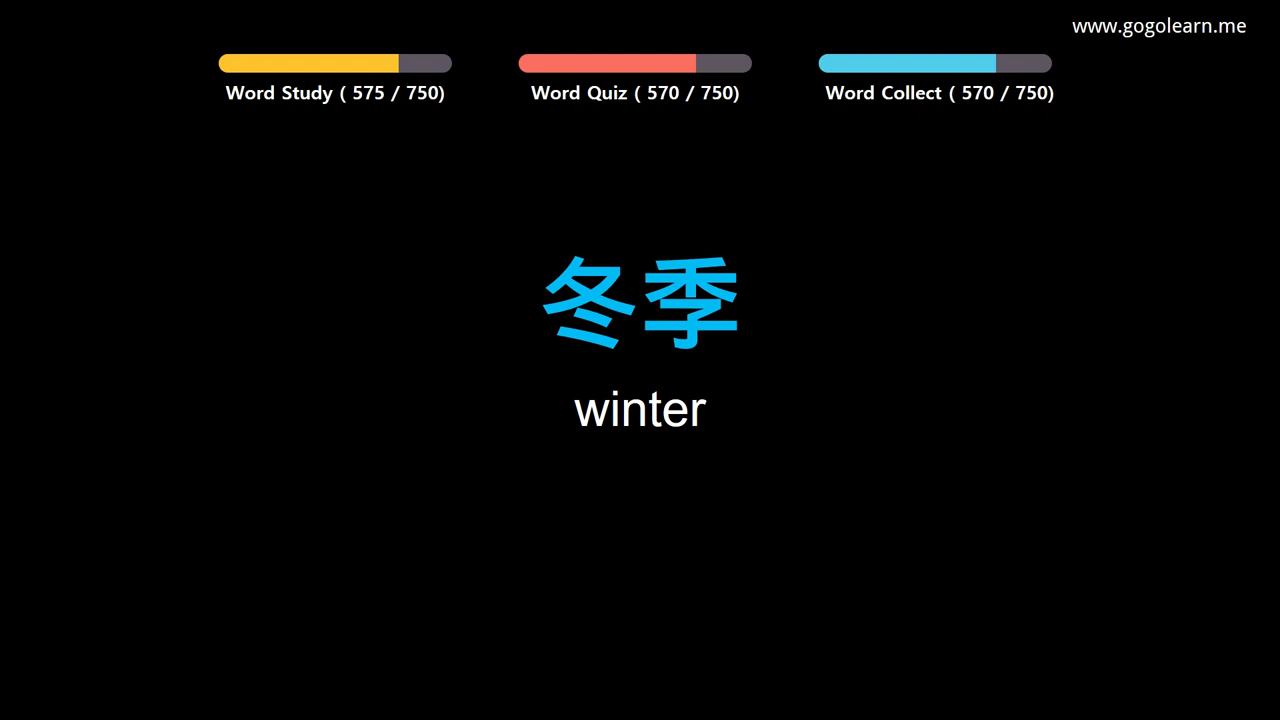 www.gogolearn.me
Word Study ( 575 / 750)
Word Quiz ( 570 / 750)
Word Collect ( 570 / 750)
冬季
winter